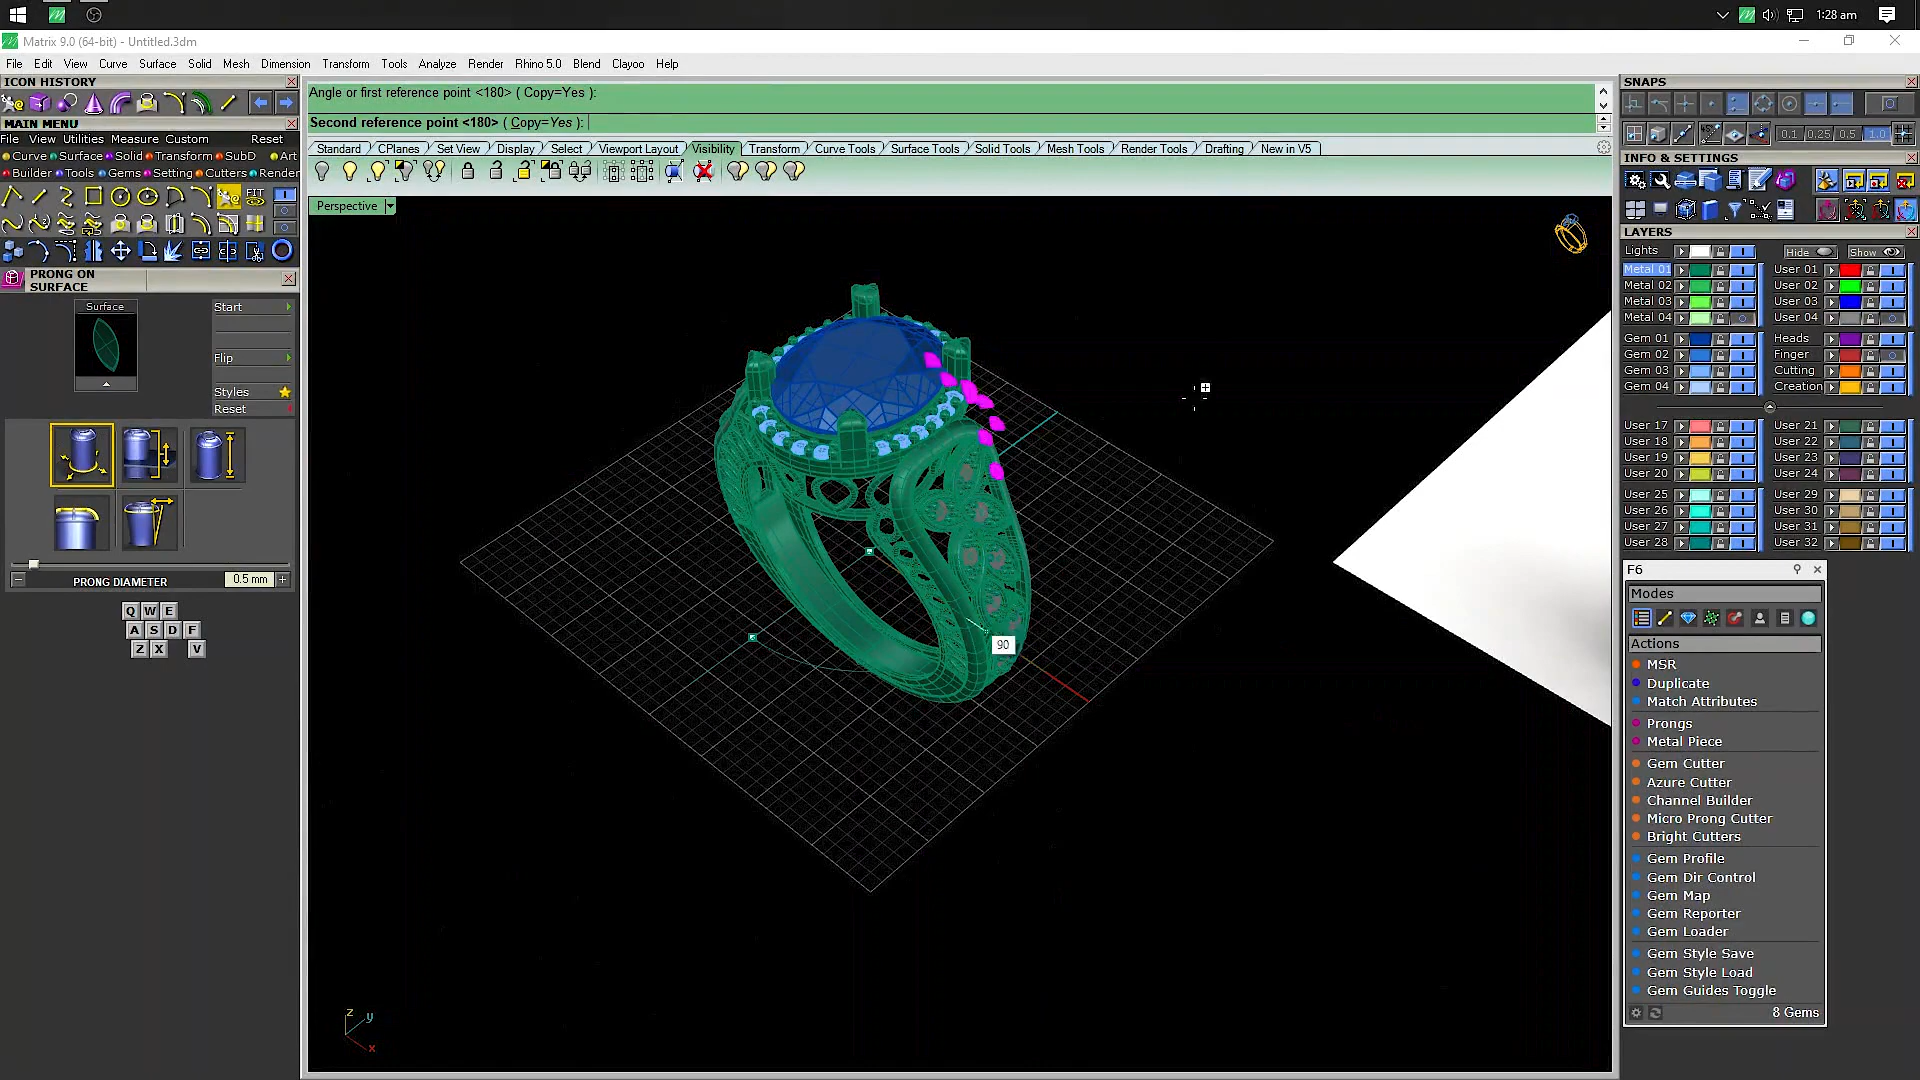 1:28 am
Matrix 9.0 (64-bit) - Untitled.3dm
File Edit View Curve Surface Solid Mesh Dimension Transform Tools Analyze Render Rhino 5.0 Blend Clayoo Help
ICON HISTORY
MAIN MENU
File View Utilities Measure Custom Reset
Curve Surface Solid Transform SubD Art
Builder Tools Gems Setting Cutters Render
FIT
PRONG ON
SURFACE
Surface
Start
Flip
Styles
Reset
PRONG DIAMETER 0.5 mm
Q W E
A S D F
Z X V
Angle or first reference point <180> ( Copy=Yes ):
Second reference point <180> ( Copy=Yes ):
Standard CPlanes Set View Display Select Viewport Layout Visibility Transform Curve Tools Surface Tools Solid Tools Mesh Tools Render Tools Drafting New in V5
Perspective
90
z
y
x
SNAPS
0.1 0.25 0.5 1.0
INFO & SETTINGS
LAYERS
Lights Hide Show
Metal 01 User 01
Metal 02 User 02
Metal 03 User 03
Metal 04 User 04
Gem 01 Heads
Gem 02 Finger
Gem 03 Cutting
Gem 04 Creation
User 17 User 21
User 18 User 22
User 19 User 23
User 20 User 24
User 25 User 29
User 26 User 30
User 27 User 31
User 28 User 32
F6
Modes
Actions
MSR
Duplicate
Match Attributes
Prongs
Metal Piece
Gem Cutter
Azure Cutter
Channel Builder
Micro Prong Cutter
Bright Cutters
Gem Profile
Gem Dir Control
Gem Map
Gem Reporter
Gem Loader
Gem Style Save
Gem Style Load
Gem Guides Toggle
8 Gems